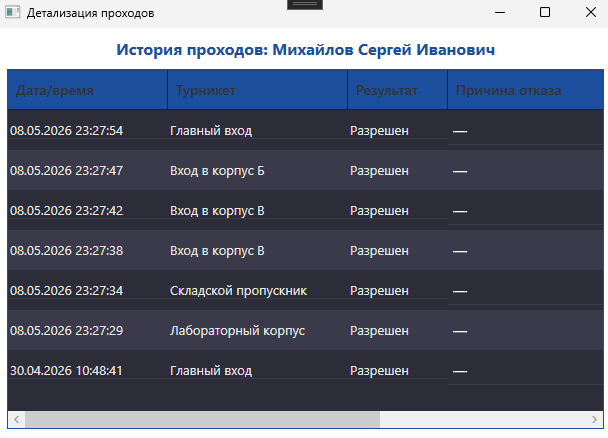 Детализация проходов
История проходов: Михайлов Сергей Иванович
Дата/время Турникет Результат Причина отказа
08.05.2026 23:27:54 Главный вход Разрешен —
08.05.2026 23:27:47 Вход в корпус Б Разрешен —
08.05.2026 23:27:42 Вход в корпус В Разрешен —
08.05.2026 23:27:38 Вход в корпус В Разрешен —
08.05.2026 23:27:34 Складской пропускник Разрешен —
08.05.2026 23:27:29 Лабораторный корпус Разрешен —
30.04.2026 10:48:41 Главный вход Разрешен —